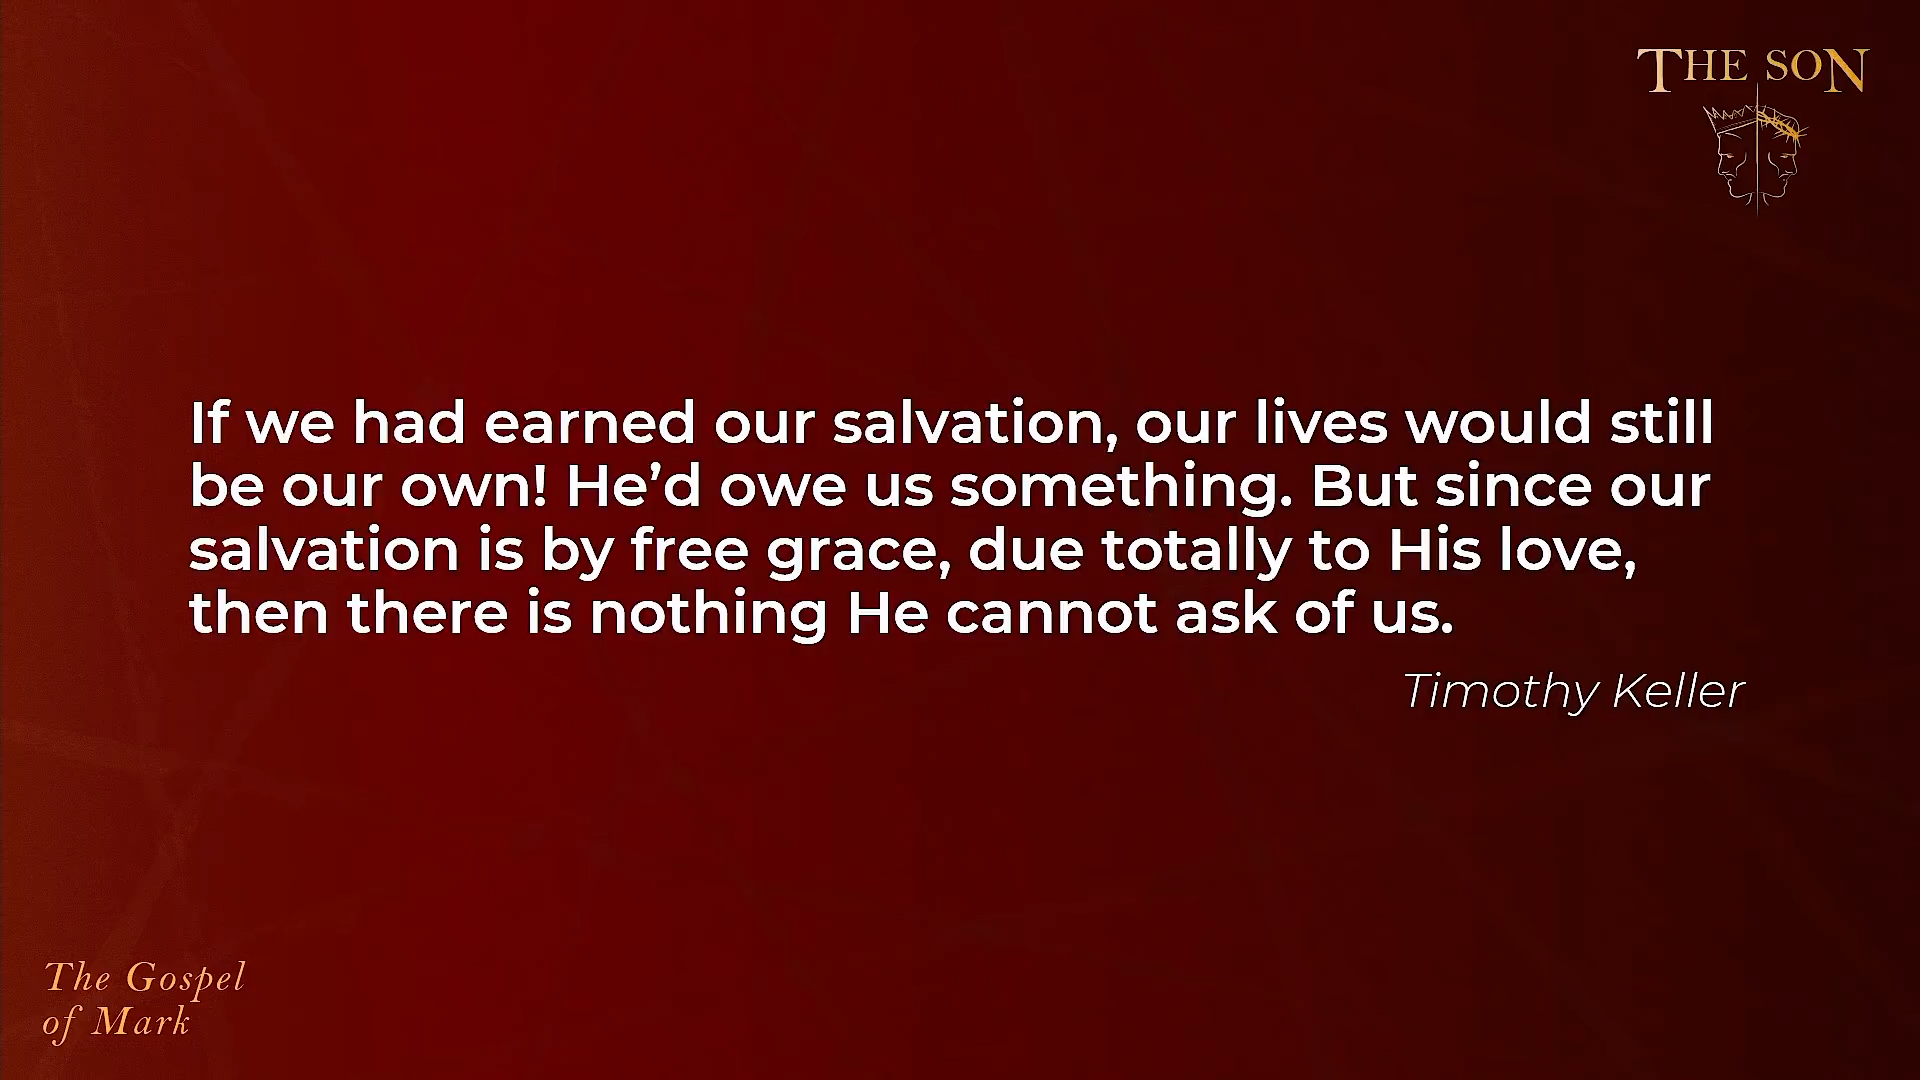 THE SON
If we had earned our salvation, our lives would still
be our own! He’d owe us something. But since our
salvation is by free grace, due totally to His love,
then there is nothing He cannot ask of us.
Timothy Keller
The Gospel
of Mark